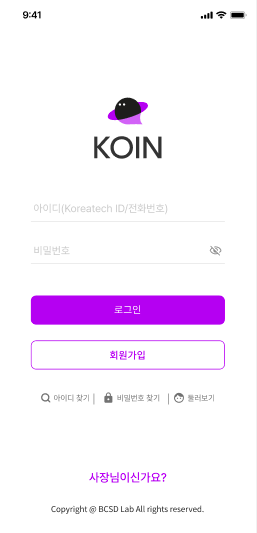 9:41
KOIN
아이디(Koreatech ID/전화번호)
비밀번호
로그인
회원가입
아이디 찾기 | 비밀번호 찾기 | 둘러보기
사장님이신가요?
Copyright @ BCSD Lab All rights reserved.